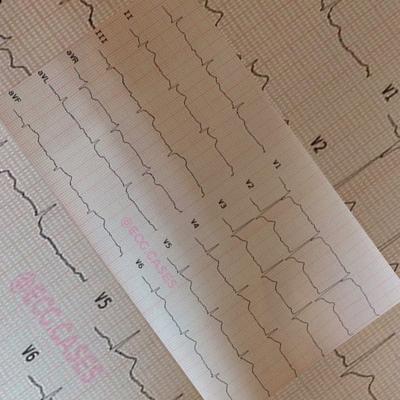 II
III
aVR
aVL
aVF
V1
V2
V3
V4
V5
V6
@ECG.CASES
V1
V2
@ECG.CASES
V5
V6